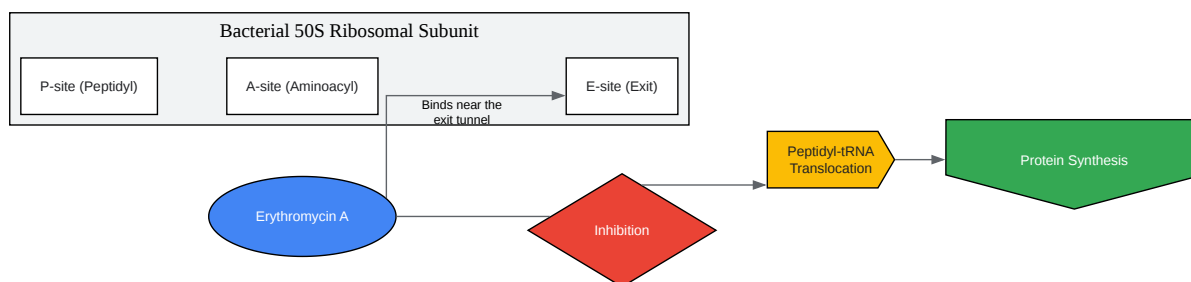 Bacterial 50S Ribosomal Subunit
P-site (Peptidyl)
A-site (Aminoacyl)
E-site (Exit)
Binds near the
exit tunnel
Peptidyl-tRNA
Translocation
Protein Synthesis
Erythromycin A
Inhibition